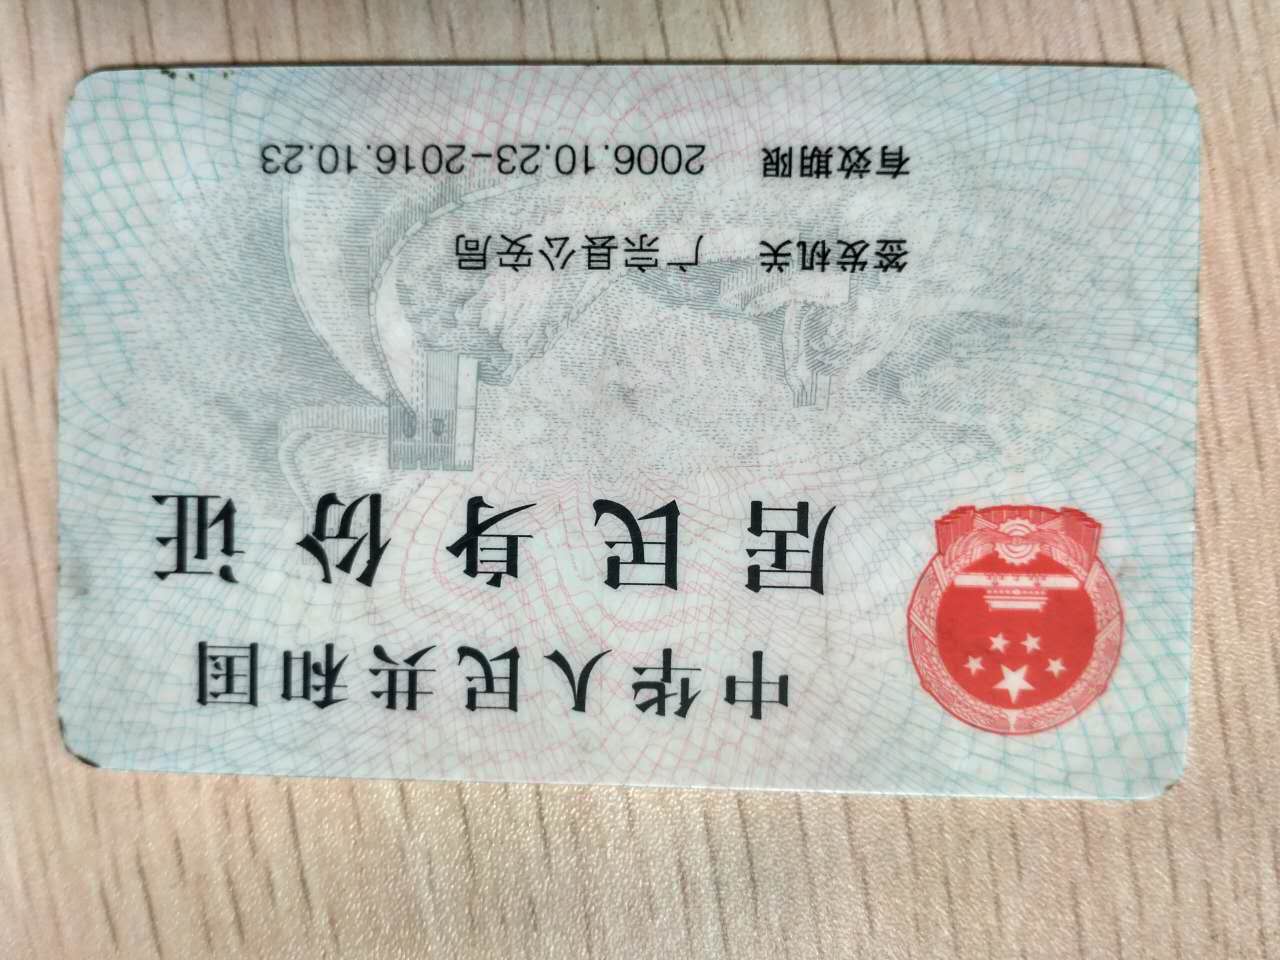 中华人民共和国
居民身份证
签发机关 广宗县公安局
有效期限 2006.10.23-2016.10.23